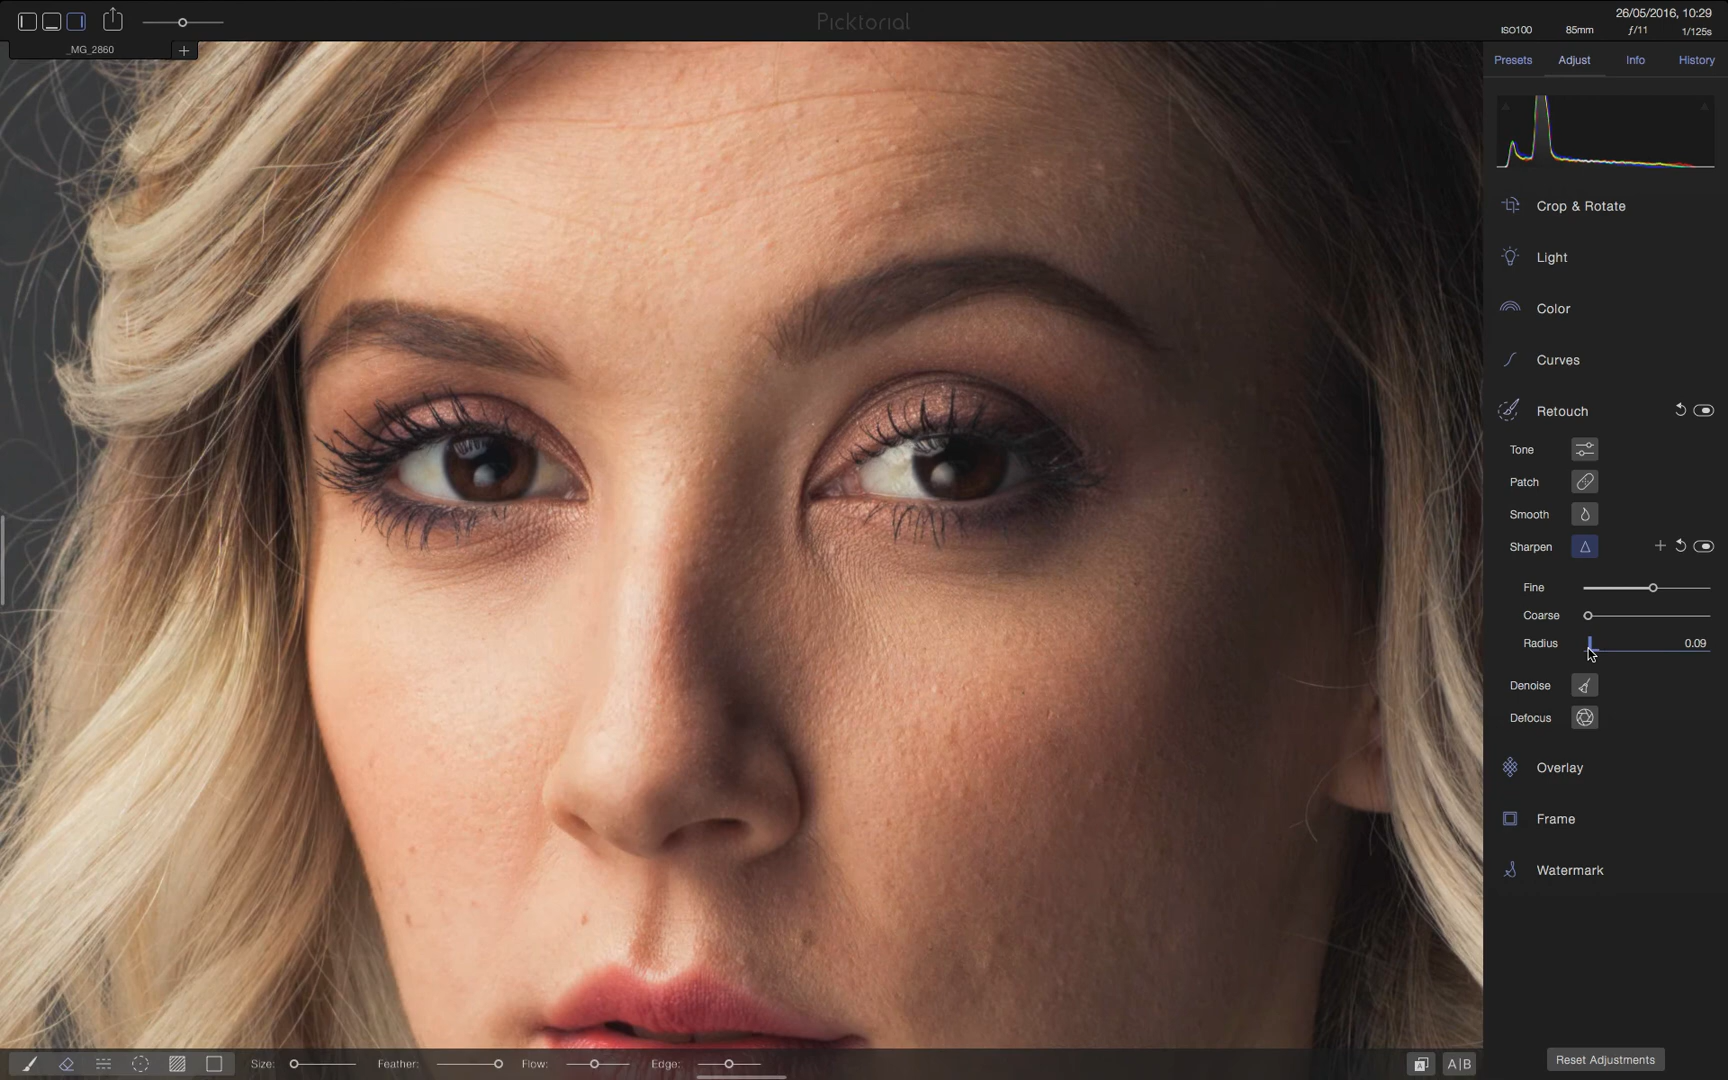 Picktorial
26/05/2016, 10:29
ISO100 85mm ƒ/11 1/125s
_MG_2860 +
Presets Adjust Info History
Crop & Rotate
Light
Color
Curves
Retouch
Tone
Patch
Smooth
Sharpen
Fine
Coarse
Radius 0.09
Denoise
Defocus
Overlay
Frame
Watermark
Size: Feather: Flow: Edge: A|B
Reset Adjustments